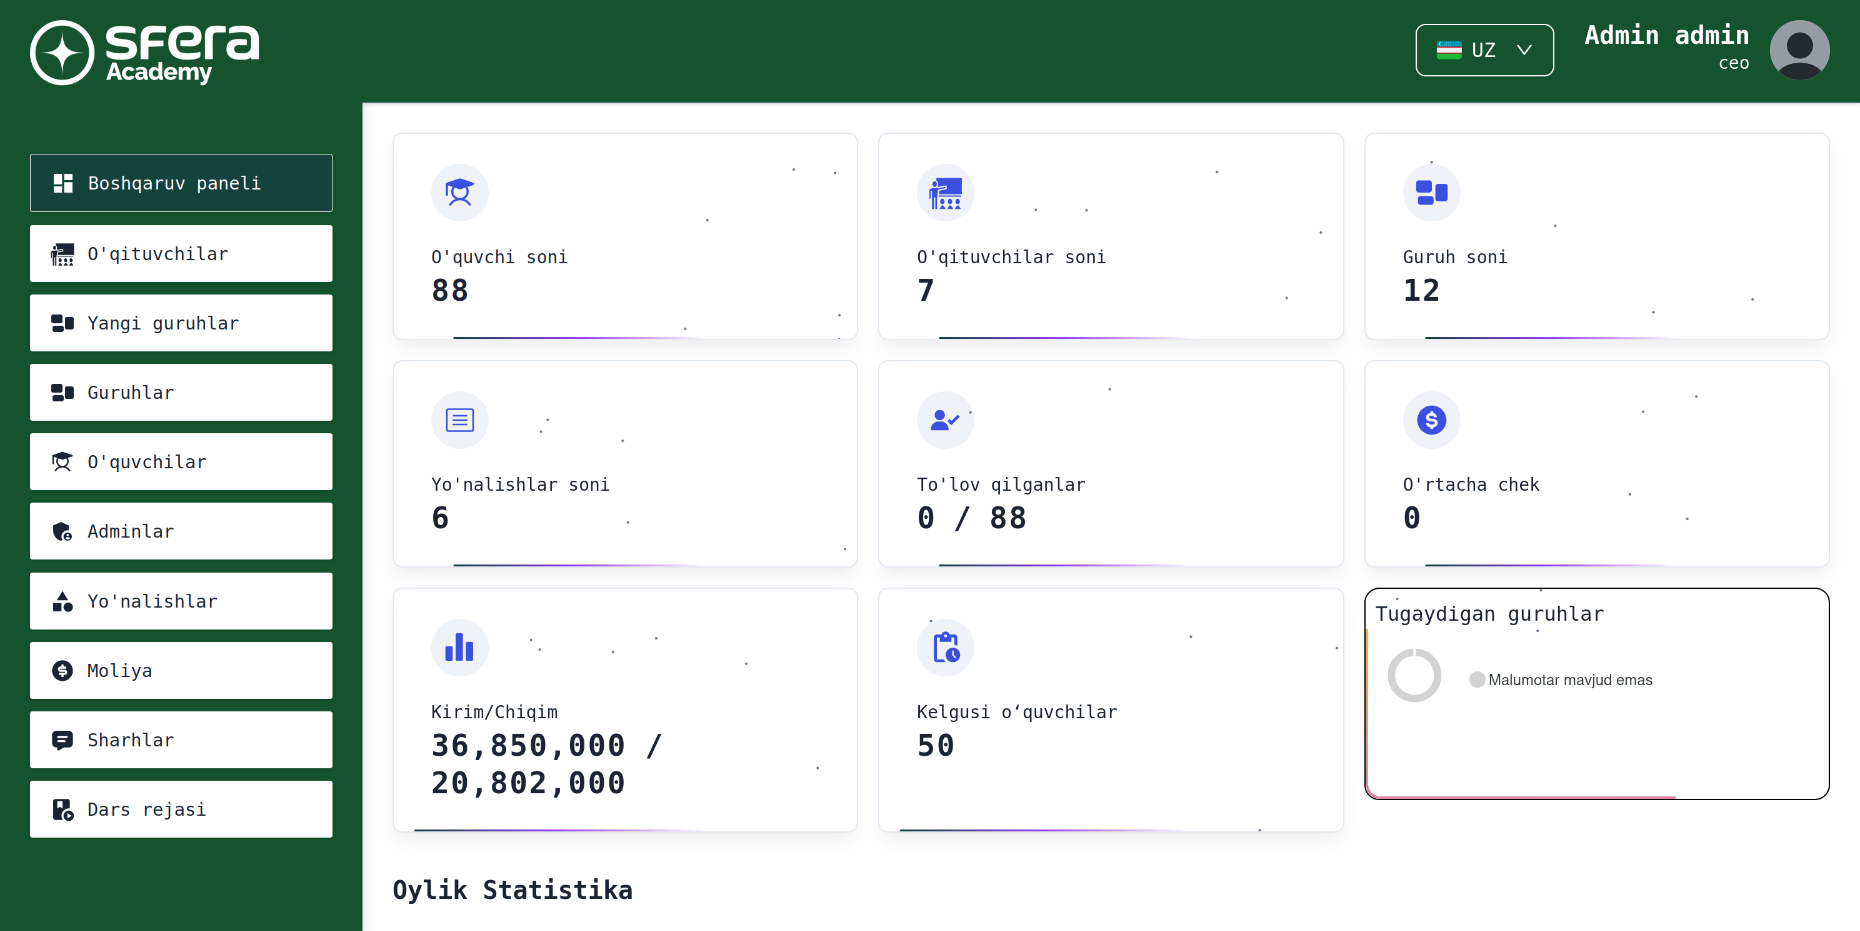 sfera
Academy
UZ
Admin admin
ceo
Boshqaruv paneli
O'qituvchilar
Yangi guruhlar
Guruhlar
O'quvchilar
Adminlar
Yo'nalishlar
Moliya
Sharhlar
Dars rejasi
O'quvchi soni
88
O'qituvchilar soni
7
Guruh soni
12
Yo'nalishlar soni
6
To'lov qilganlar
0 / 88
O'rtacha chek
0
Kirim/Chiqim
36,850,000 /
20,802,000
Kelgusi o‘quvchilar
50
Tugaydigan guruhlar
Malumotar mavjud emas
Oylik Statistika